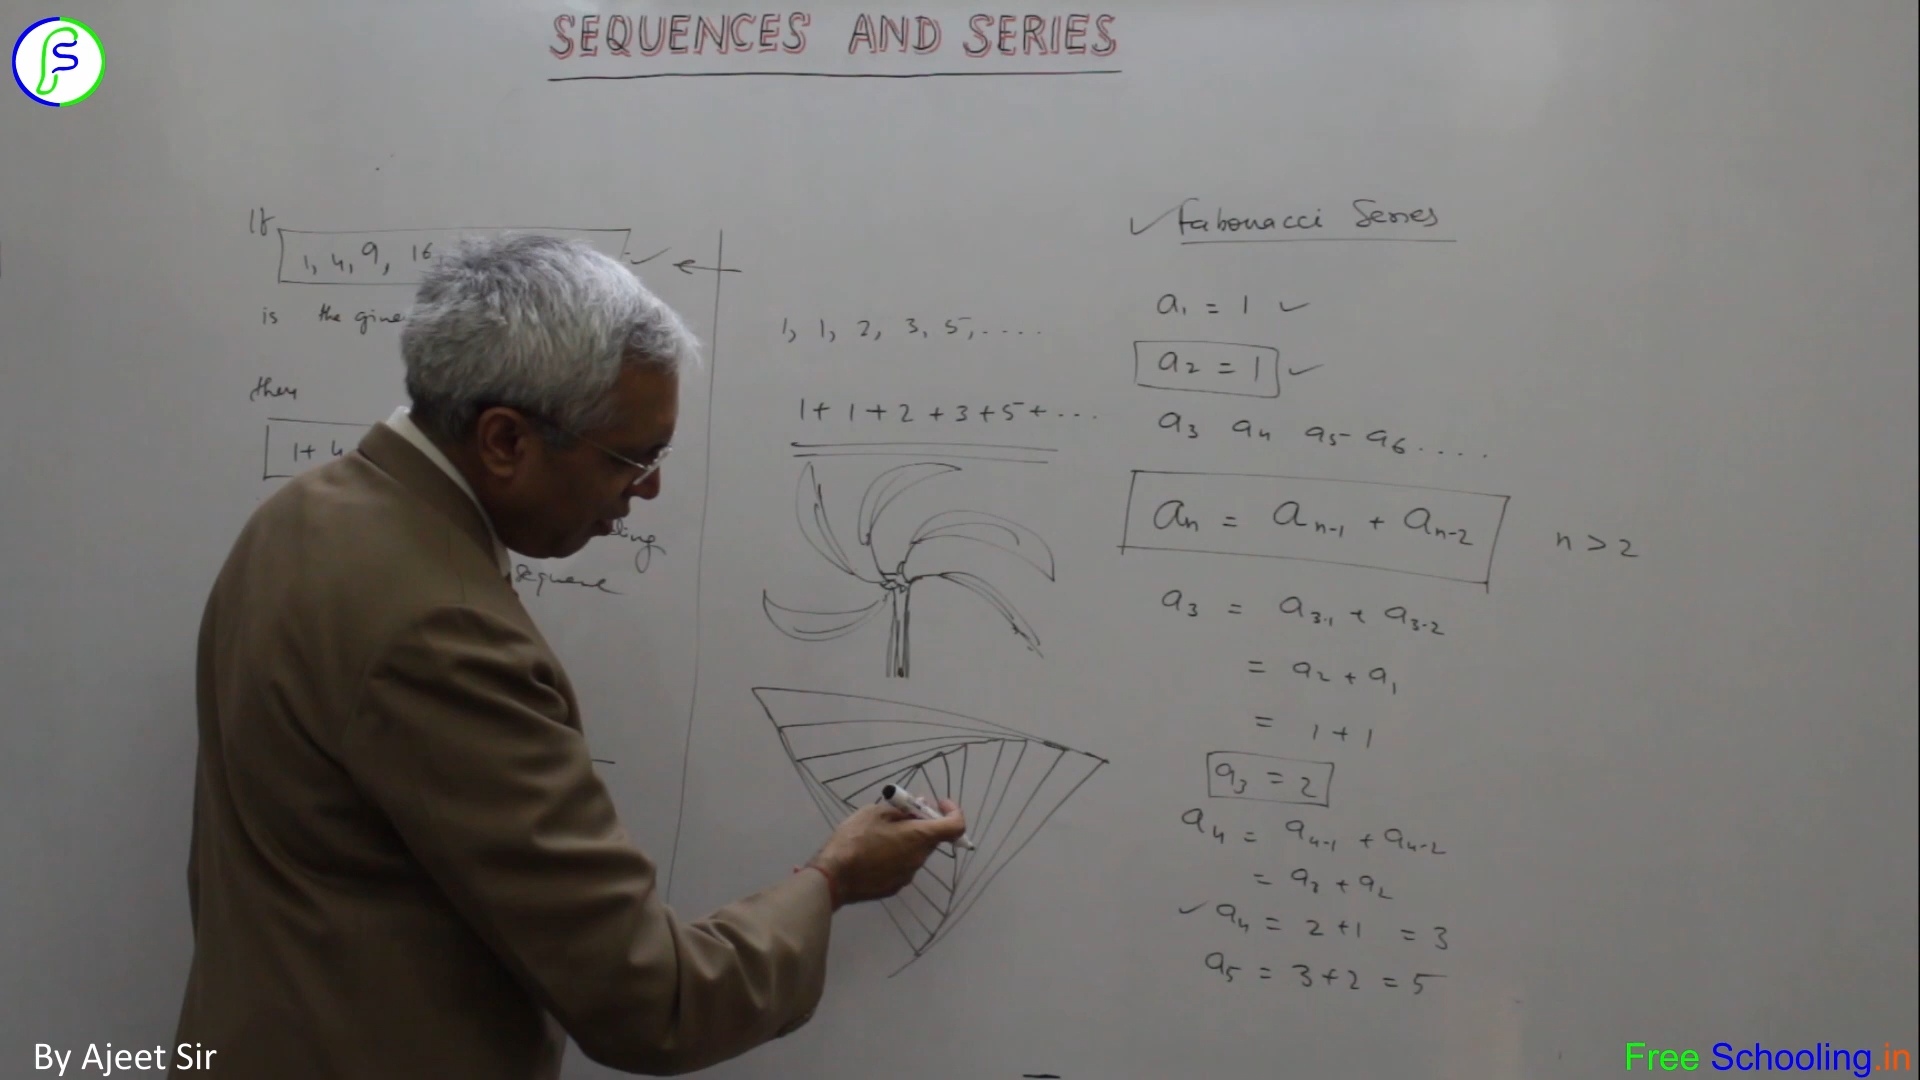 SEQUENCES AND SERIES
If
1, 4, 9, 16
is the give
then
1 + 4
sequence
1, 1, 2, 3, 5, ....
1 + 1 + 2 + 3 + 5 + ...
✓ Fabonacci Series
a₁ = 1 ✓
a₂ = 1 ✓
a₃ a₄ a₅ a₆ ....
aₙ = aₙ₋₁ + aₙ₋₂ n > 2
a₃ = a₃₋₁ + a₃₋₂
= a₂ + a₁
= 1 + 1
a₃ = 2
a₄ = a₄₋₁ + a₄₋₂
= a₃ + a₂
✓ a₄ = 2 + 1 = 3
a₅ = 3 + 2 = 5
By Ajeet Sir
Free Schooling.in